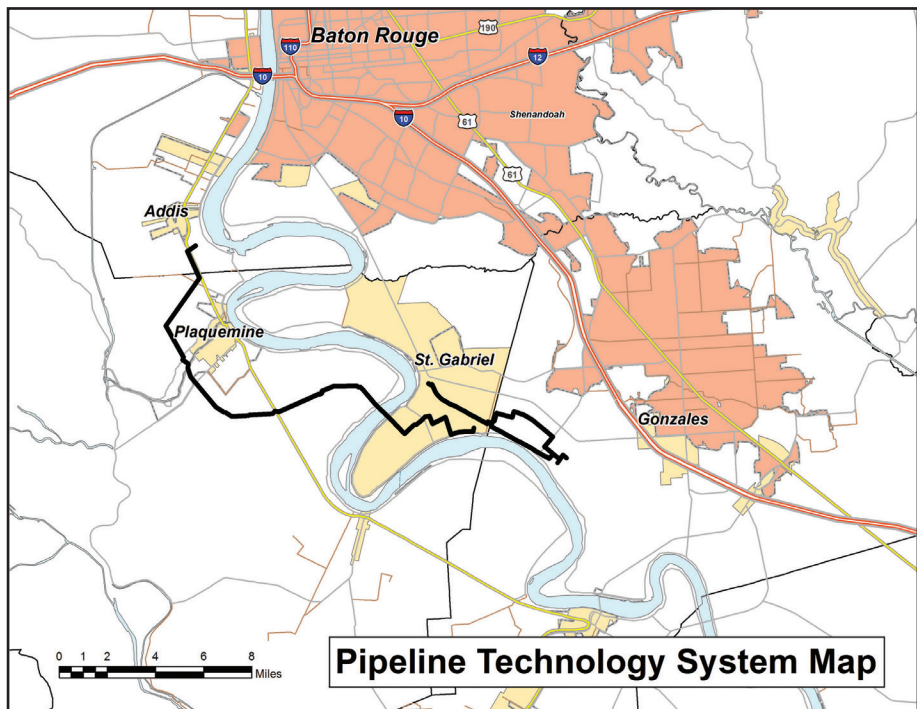 190
Baton Rouge
110
12
10
10
Shenandoah
61
61
Addis
Plaquemine
St. Gabriel
Gonzales
0 2 4 6 8
Miles
Pipeline Technology System Map